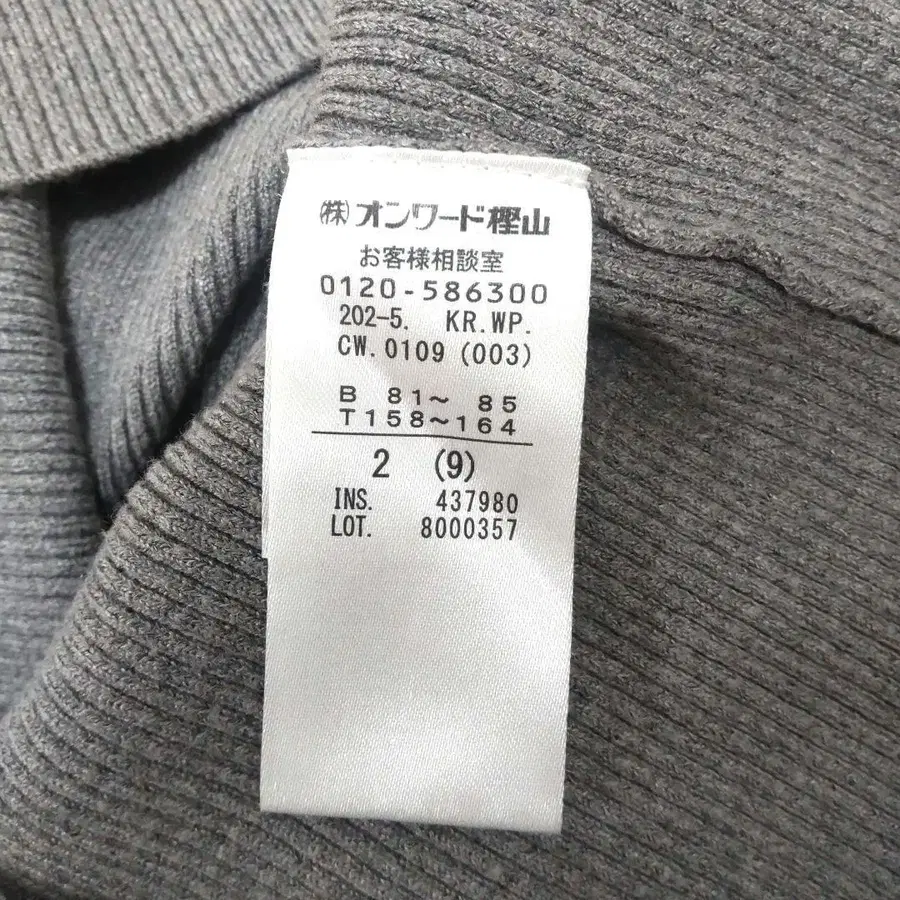 ㈱オンワード樫山
お客様相談室
0120-586300
202-5. KR.WP.
CW.0109 (003)
B 81～ 85
T158～164
2 (9)
INS. 437980
LOT. 8000357